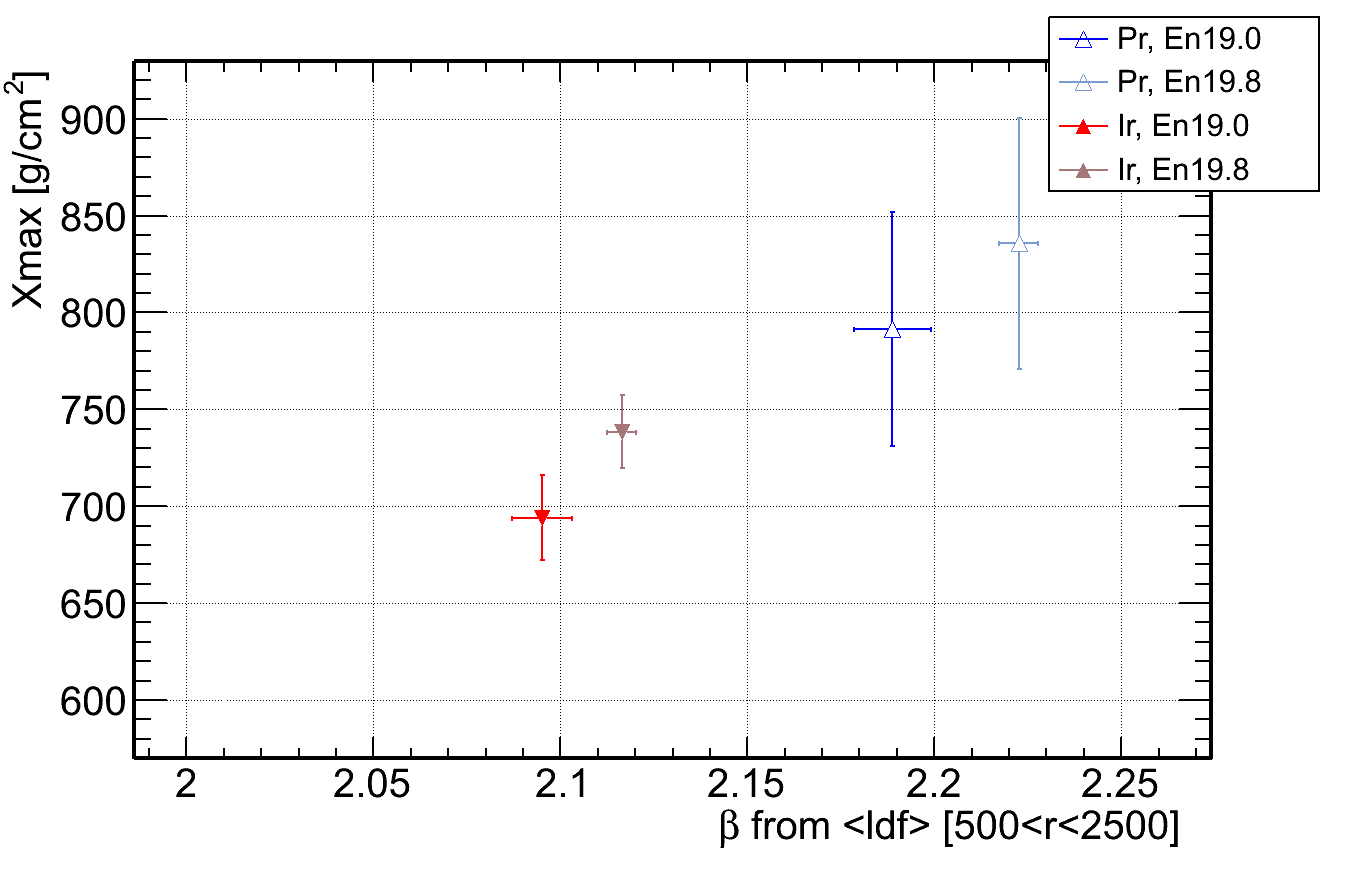 Pr, En19.0
Pr, En19.8
Ir, En19.0
Ir, En19.8
Xmax [g/cm²]
900
850
800
750
700
650
600
2 2.05 2.1 2.15 2.2 2.25
β from <ldf> [500<r<2500]